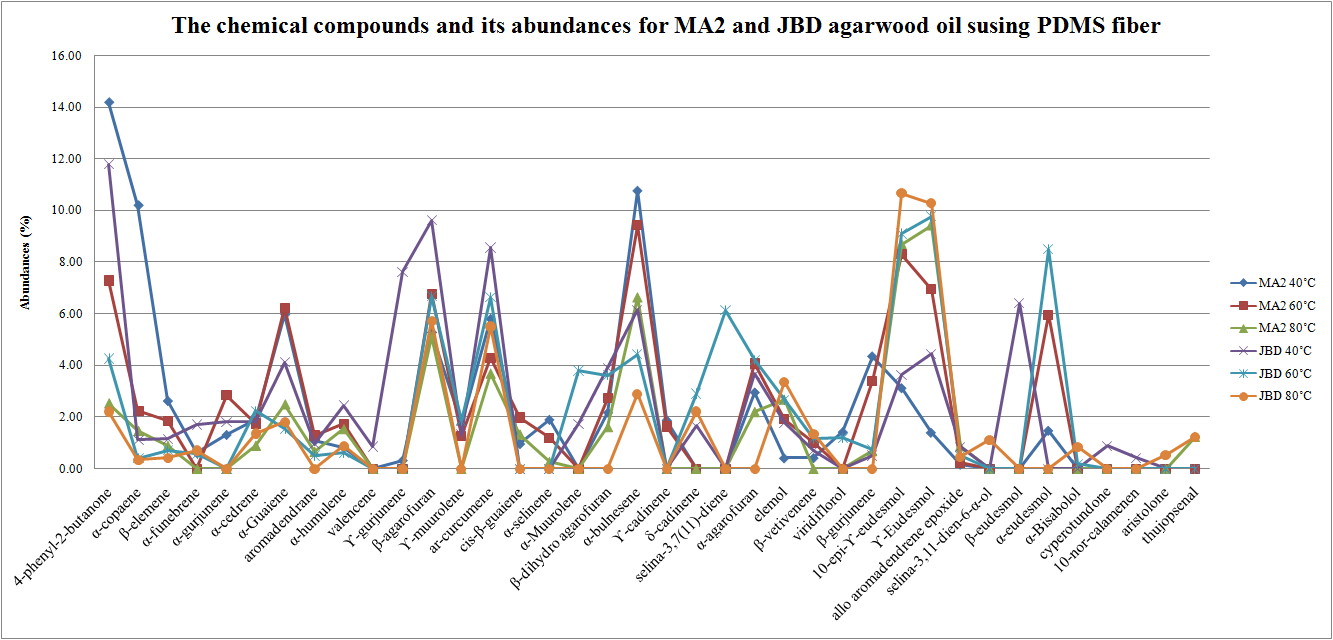 The chemical compounds and its abundances for MA2 and JBD agarwood oil susing PDMS fiber
16.00
14.00
12.00
10.00
8.00
6.00
4.00
2.00
0.00
Abundances (%)
4-phenyl-2-butanone
α-copaene
β-elemene
α-funebrene
α-gurjunene
α-cedrene
α-Guaiene
aromadendrane
α-humulene
valencene
ϒ-gurjunene
β-agarofuran
ϒ-muurolene
ar-curcumene
cis-β-guaiene
α-selinene
α-Muurolene
β-dihydro agarofuran
α-bulnesene
ϒ-cadinene
δ-cadinene
selina-3,7(11)-diene
α-agarofuran
elemol
β-vetivenene
viridiflorol
β-gurjunene
10-epi-ϒ-eudesmol
ϒ-Eudesmol
allo aromadendrene epoxide
selina-3,11-dien-6-α-ol
β-eudesmol
α-eudesmol
α-Bisabolol
cyperotundone
10-nor-calamenen
aristolone
thujopsenal
MA2 40°C
MA2 60°C
MA2 80°C
JBD 40°C
JBD 60°C
JBD 80°C